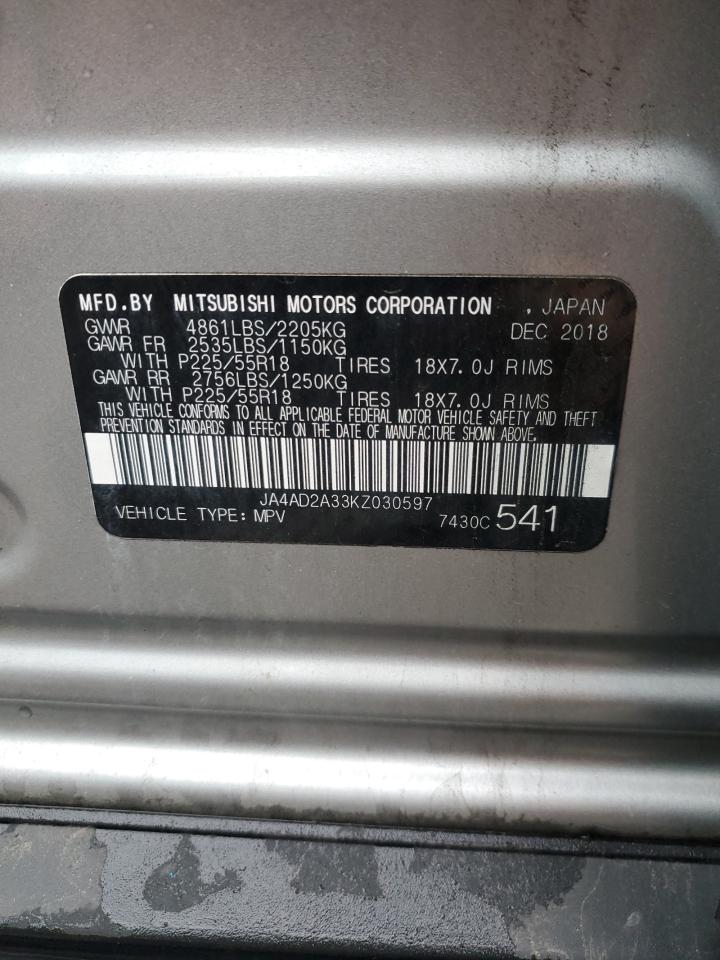 MFD.BY MITSUBISHI MOTORS CORPORATION , JAPAN
GVWR 4861LBS/2205KG DEC 2018
GAWR FR 2535LBS/1150KG
WITH P225/55R18 TIRES 18X7.0J RIMS
GAWR RR 2756LBS/1250KG
WITH P225/55R18 TIRES 18X7.0J RIMS
THIS VEHICLE CONFORMS TO ALL APPLICABLE FEDERAL MOTOR VEHICLE SAFETY AND THEFT
PREVENTION STANDARDS IN EFFECT ON THE DATE OF MANUFACTURE SHOWN ABOVE.
JA4AD2A33KZ030597
VEHICLE TYPE: MPV 7430C 541